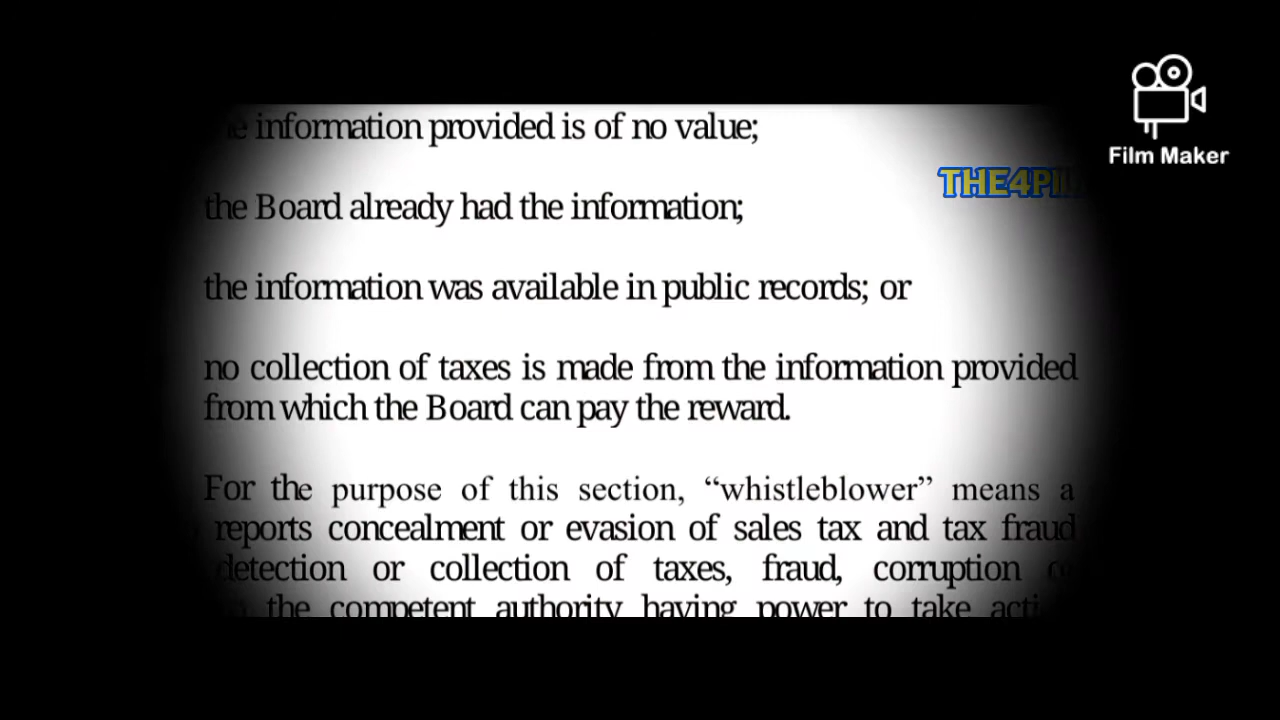 information provided is of no value;
Film Maker
THE4PIL
the Board already had the information;
the information was available in public records; or
no collection of taxes is made from the information provided
from which the Board can pay the reward.
For the purpose of this section, “whistleblower” means a
reports concealment or evasion of sales tax and tax fraud
detection or collection of taxes, fraud, corruption
the competent authority having power to take